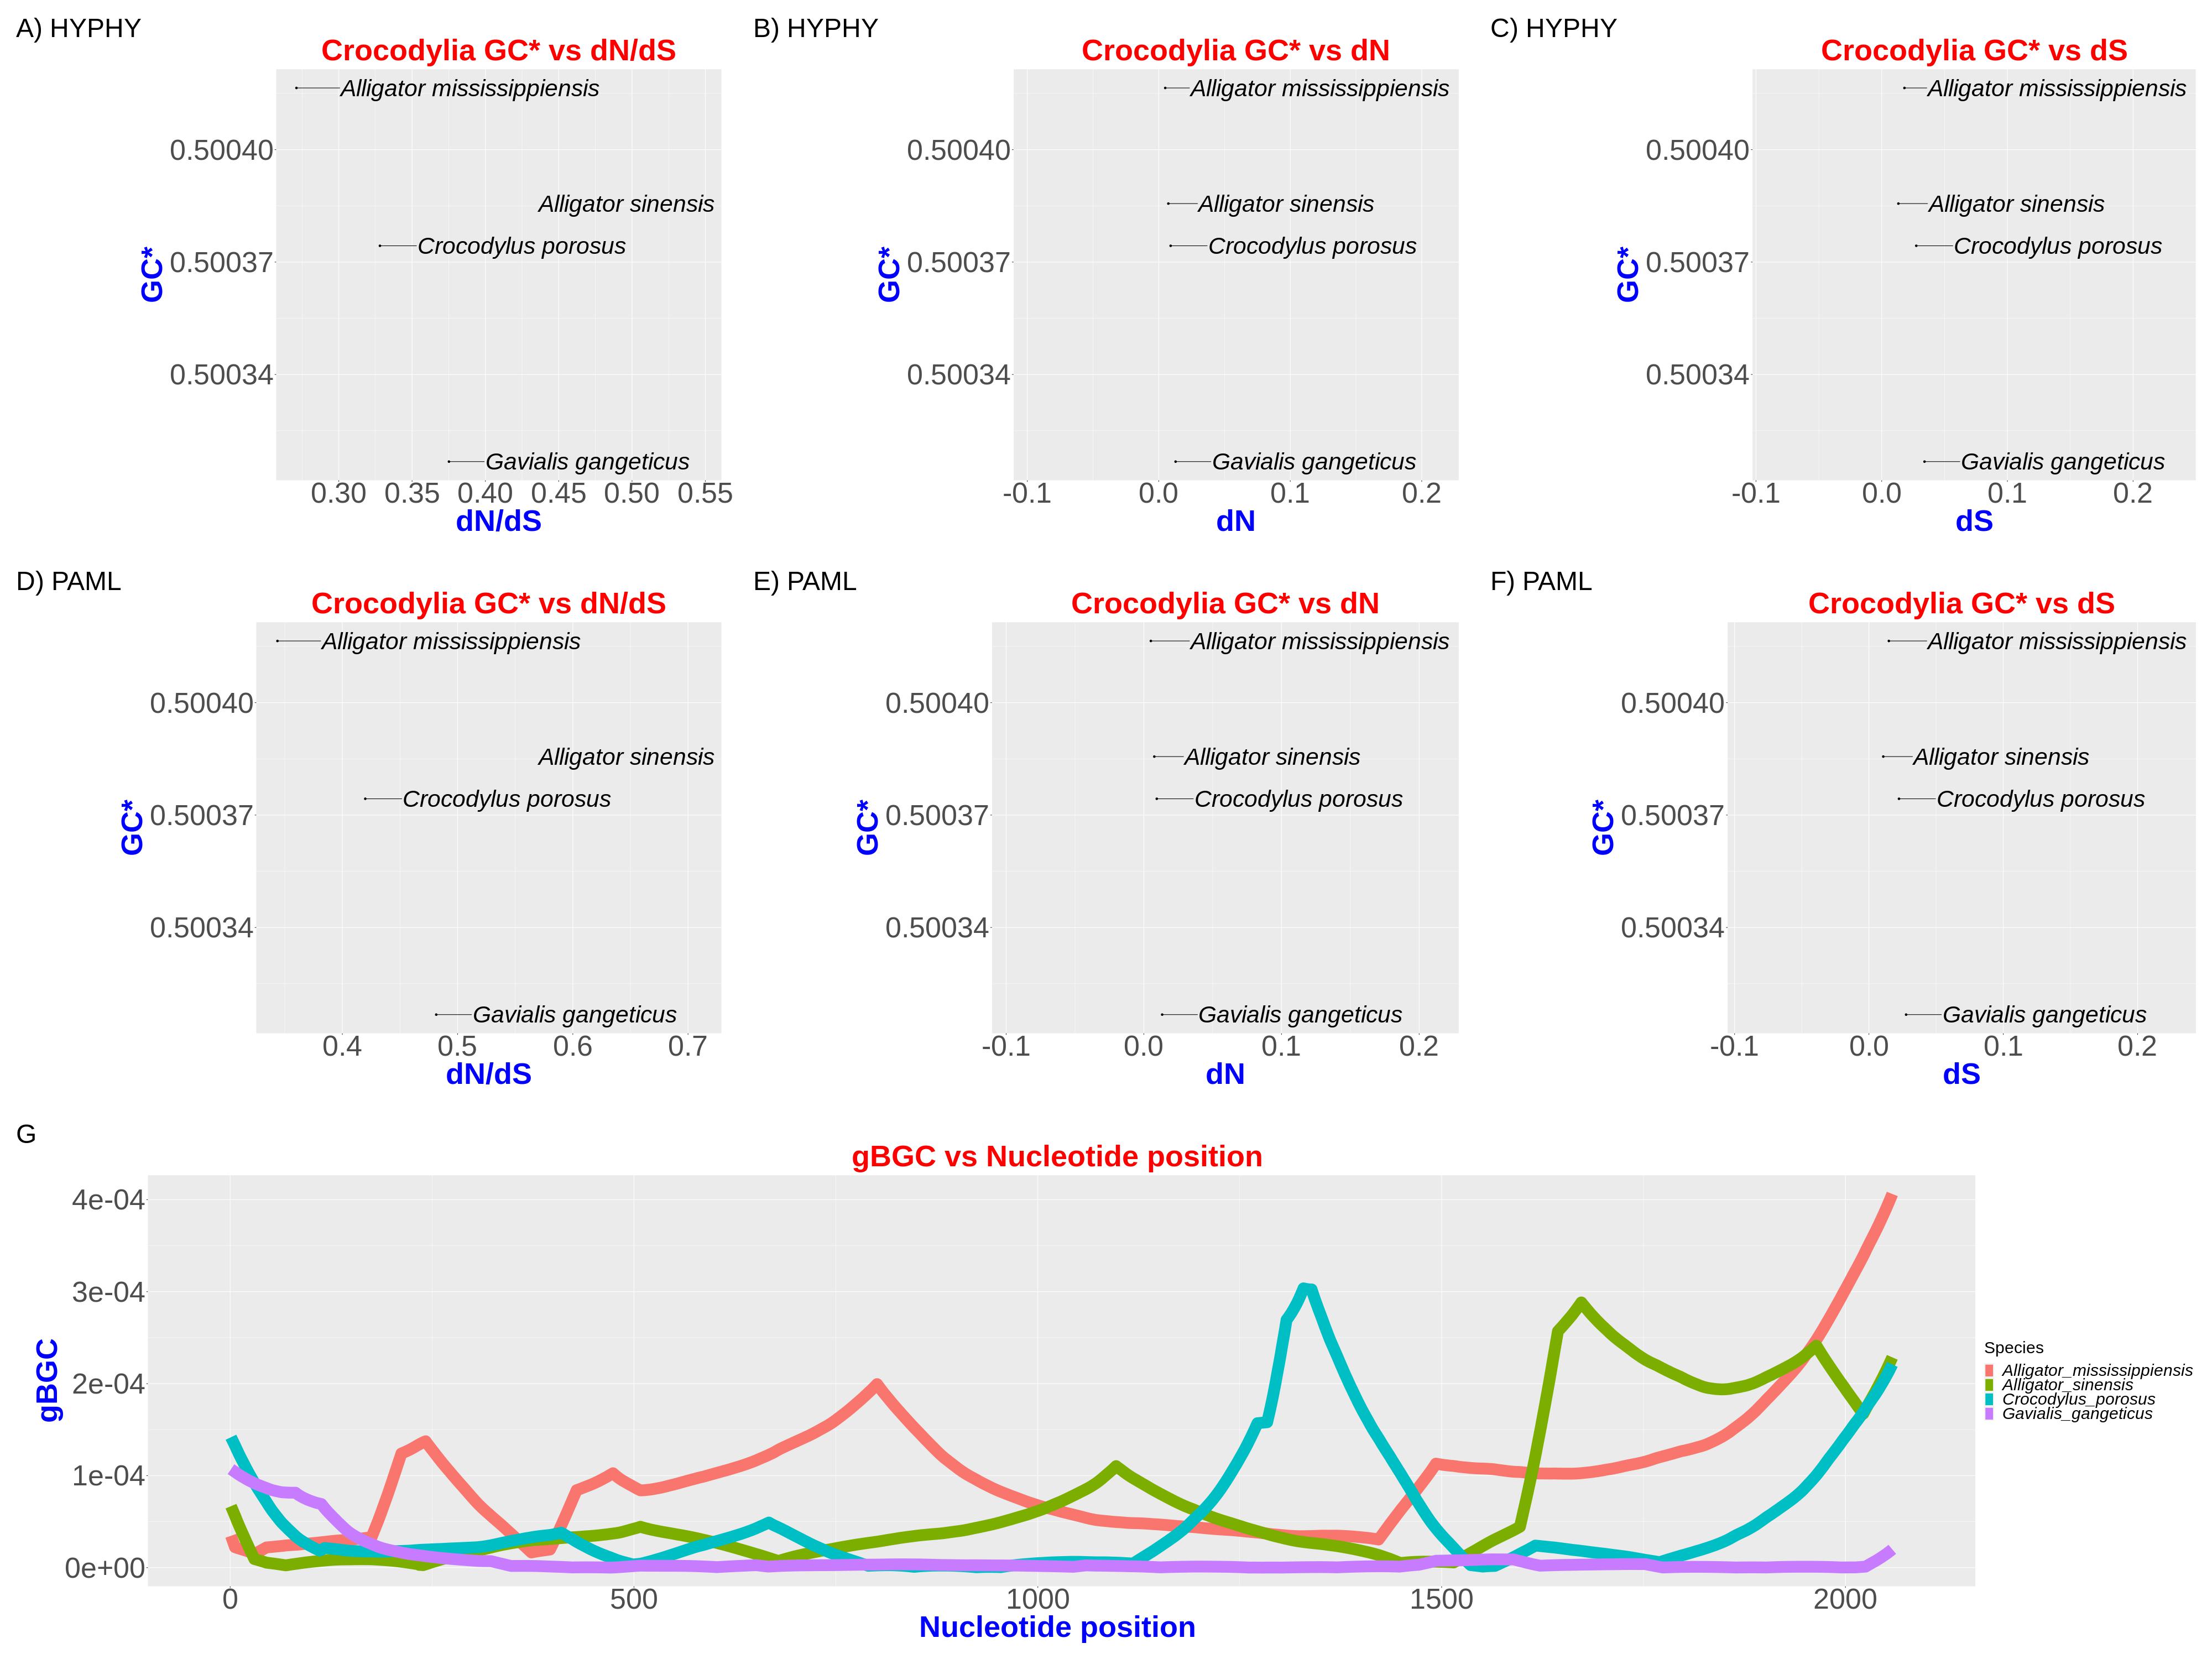 A) HYPHY
Crocodylia GC* vs dN/dS
Alligator mississippiensis
0.50040
Alligator sinensis
Crocodylus porosus
0.50037
GC*
0.50034
Gavialis gangeticus
0.30 0.35 0.40 0.45 0.50 0.55
dN/dS
B) HYPHY
Crocodylia GC* vs dN
Alligator mississippiensis
0.50040
Alligator sinensis
Crocodylus porosus
0.50037
GC*
0.50034
Gavialis gangeticus
-0.1 0.0 0.1 0.2
dN
C) HYPHY
Crocodylia GC* vs dS
Alligator mississippiensis
0.50040
Alligator sinensis
Crocodylus porosus
0.50037
GC*
0.50034
Gavialis gangeticus
-0.1 0.0 0.1 0.2
dS
D) PAML
Crocodylia GC* vs dN/dS
Alligator mississippiensis
0.50040
Alligator sinensis
Crocodylus porosus
0.50037
GC*
0.50034
Gavialis gangeticus
0.4 0.5 0.6 0.7
dN/dS
E) PAML
Crocodylia GC* vs dN
Alligator mississippiensis
0.50040
Alligator sinensis
Crocodylus porosus
0.50037
GC*
0.50034
Gavialis gangeticus
-0.1 0.0 0.1 0.2
dN
F) PAML
Crocodylia GC* vs dS
Alligator mississippiensis
0.50040
Alligator sinensis
Crocodylus porosus
0.50037
GC*
0.50034
Gavialis gangeticus
-0.1 0.0 0.1 0.2
dS
G
gBGC vs Nucleotide position
4e-04
3e-04
2e-04
1e-04
0e+00
gBGC
0 500 1000 1500 2000
Nucleotide position
Species
Alligator_mississippiensis
Alligator_sinensis
Crocodylus_porosus
Gavialis_gangeticus